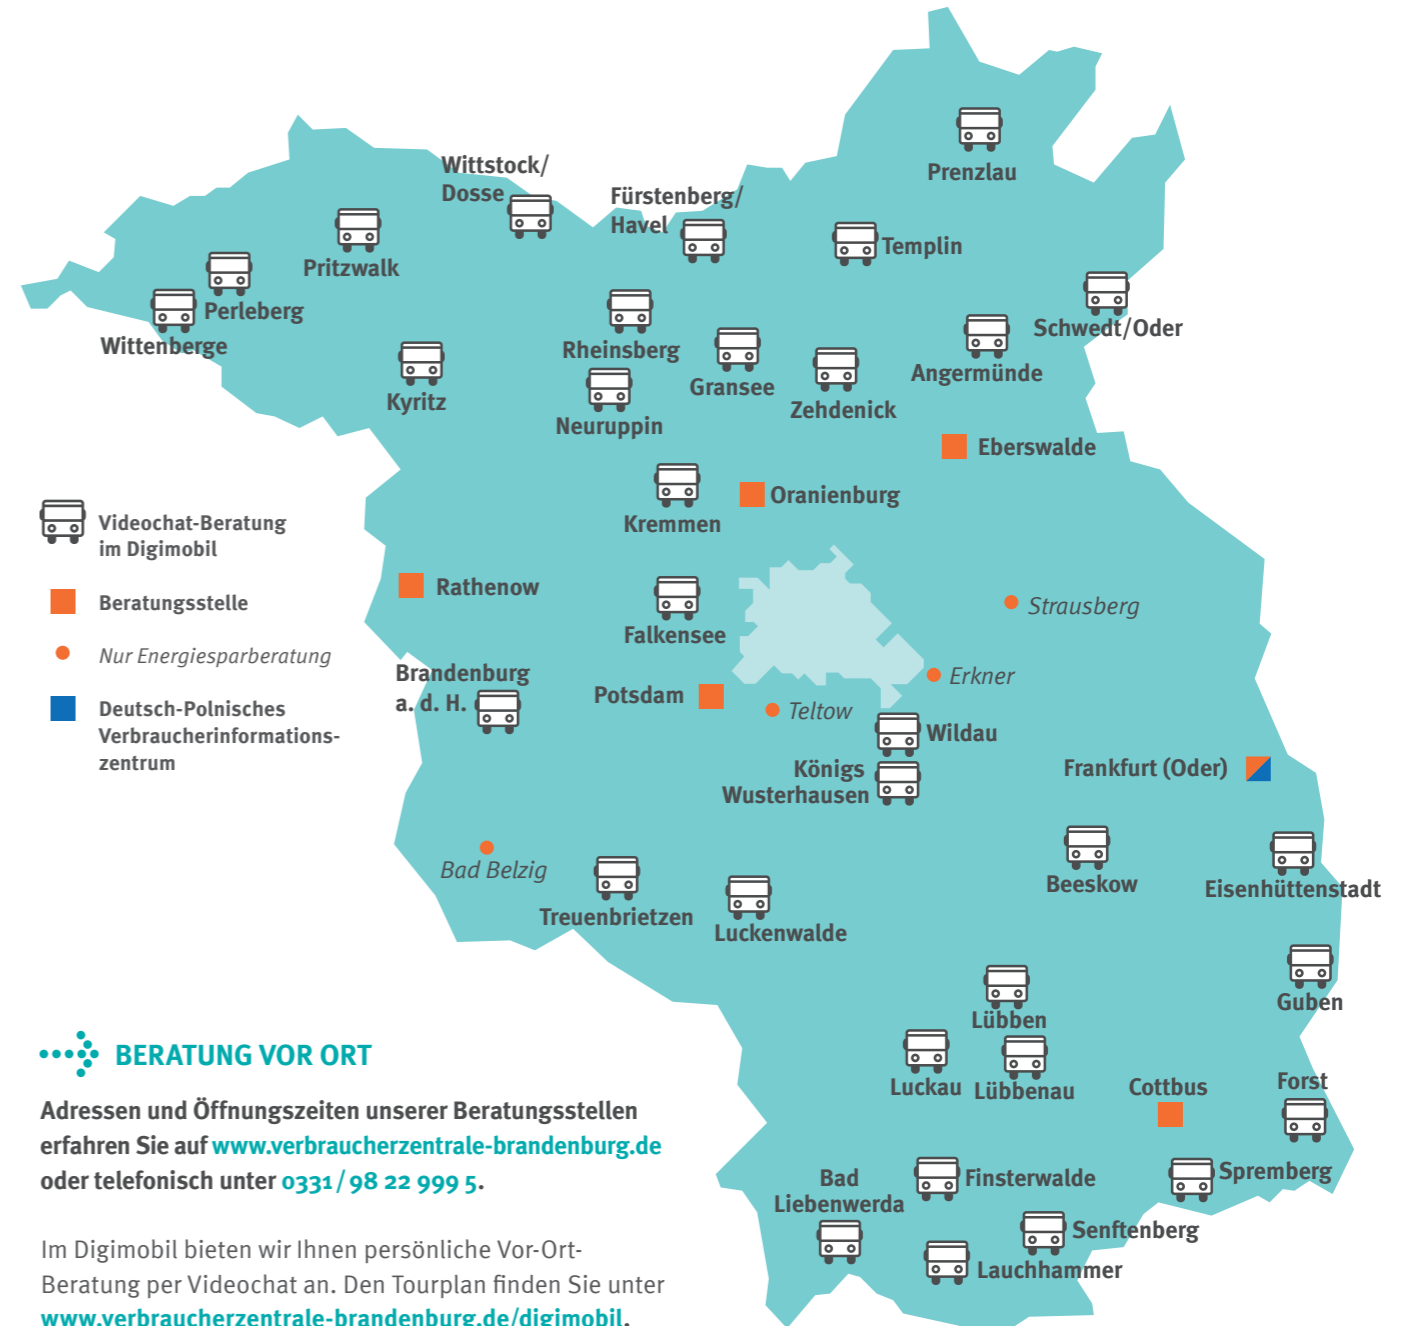 Prenzlau
Wittstock/
Dosse
Fürstenberg/
Havel
Templin
Pritzwalk
Perleberg
Wittenberge
Schwedt/Oder
Rheinsberg
Gransee
Angermünde
Kyritz
Zehdenick
Neuruppin
Eberswalde
Oranienburg
Kremmen
Videochat-Beratung
im Digimobil
Beratungsstelle
Nur Energiesparberatung
Deutsch-Polnisches
Verbraucherinformations-
zentrum
Rathenow
Falkensee
Strausberg
Brandenburg
a. d. H.
Potsdam
Erkner
Teltow
Wildau
Königs
Wusterhausen
Frankfurt (Oder)
Bad Belzig
Beeskow
Eisenhüttenstadt
Treuenbrietzen
Luckenwalde
Guben
Lübben
Luckau
Lübbenau
Cottbus
Forst
Bad
Liebenwerda
Finsterwalde
Spremberg
Senftenberg
Lauchhammer
BERATUNG VOR ORT
Adressen und Öffnungszeiten unserer Beratungsstellen
erfahren Sie auf www.verbraucherzentrale-brandenburg.de
oder telefonisch unter 0331 / 98 22 999 5.
Im Digimobil bieten wir Ihnen persönliche Vor-Ort-
Beratung per Videochat an. Den Tourplan finden Sie unter
www.verbraucherzentrale-brandenburg.de/digimobil.